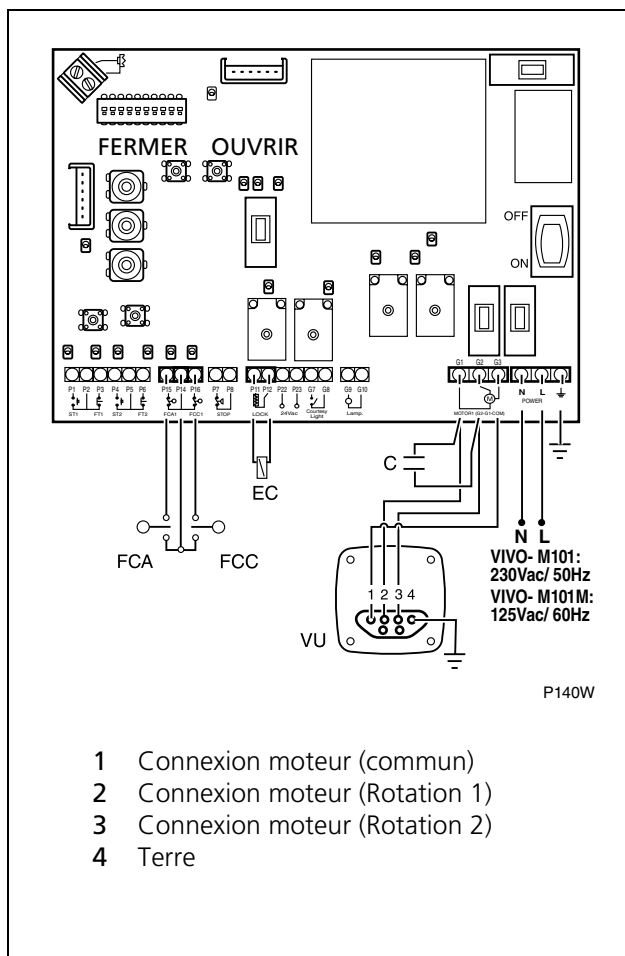 FERMER OUVRIR
OFF
ON
P1 P2 P3 P4 P5 P6 P15 P14 P16 P7 P8 P11 P12 P22 P23 G7 G8 G9 G10 G1 G2 G3
ST1 FT1 ST2 FT2 FCA1 FCC1 STOP LOCK 24Vac Courtesy Light Lamp. M MOTOR1 (G3-G1-COM) N L POWER
C
EC
FCA FCC
N L
VIVO- M101:
230Vac/ 50Hz
VIVO- M101M:
125Vac/ 60Hz
1 2 3 4
VU
P140W
1 Connexion moteur (commun)
2 Connexion moteur (Rotation 1)
3 Connexion moteur (Rotation 2)
4 Terre